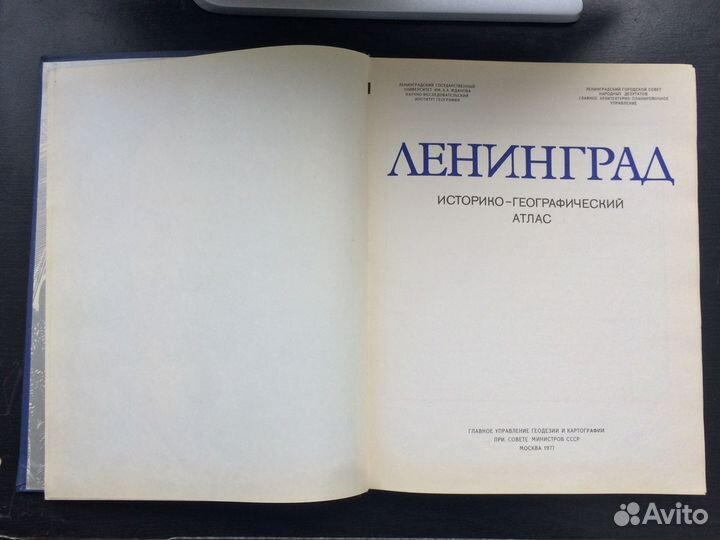 ЛЕНИНГРАДСКИЙ ГОСУДАРСТВЕННЫЙ
УНИВЕРСИТЕТ ИМ. А.А. ЖДАНОВА
НАУЧНО-ИССЛЕДОВАТЕЛЬСКИЙ
ИНСТИТУТ ГЕОГРАФИИ
ЛЕНИНГРАДСКИЙ ГОРОДСКОЙ СОВЕТ
НАРОДНЫХ ДЕПУТАТОВ
ГЛАВНОЕ АРХИТЕКТУРНО-ПЛАНИРОВОЧНОЕ
УПРАВЛЕНИЕ
ЛЕНИНГРАД
ИСТОРИКО-ГЕОГРАФИЧЕСКИЙ
АТЛАС
ГЛАВНОЕ УПРАВЛЕНИЕ ГЕОДЕЗИИ И КАРТОГРАФИИ
ПРИ СОВЕТЕ МИНИСТРОВ СССР
МОСКВА 1977
Avito